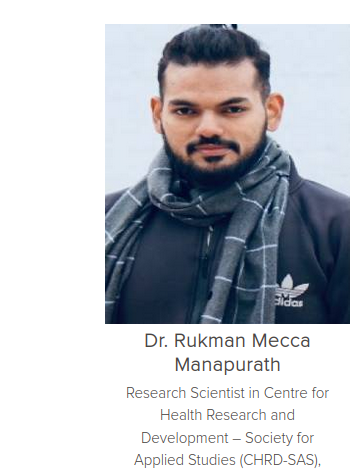 adidas
Dr. Rukman Mecca
Manapurath
Research Scientist in Centre for
Health Research and
Development – Society for
Applied Studies (CHRD-SAS),